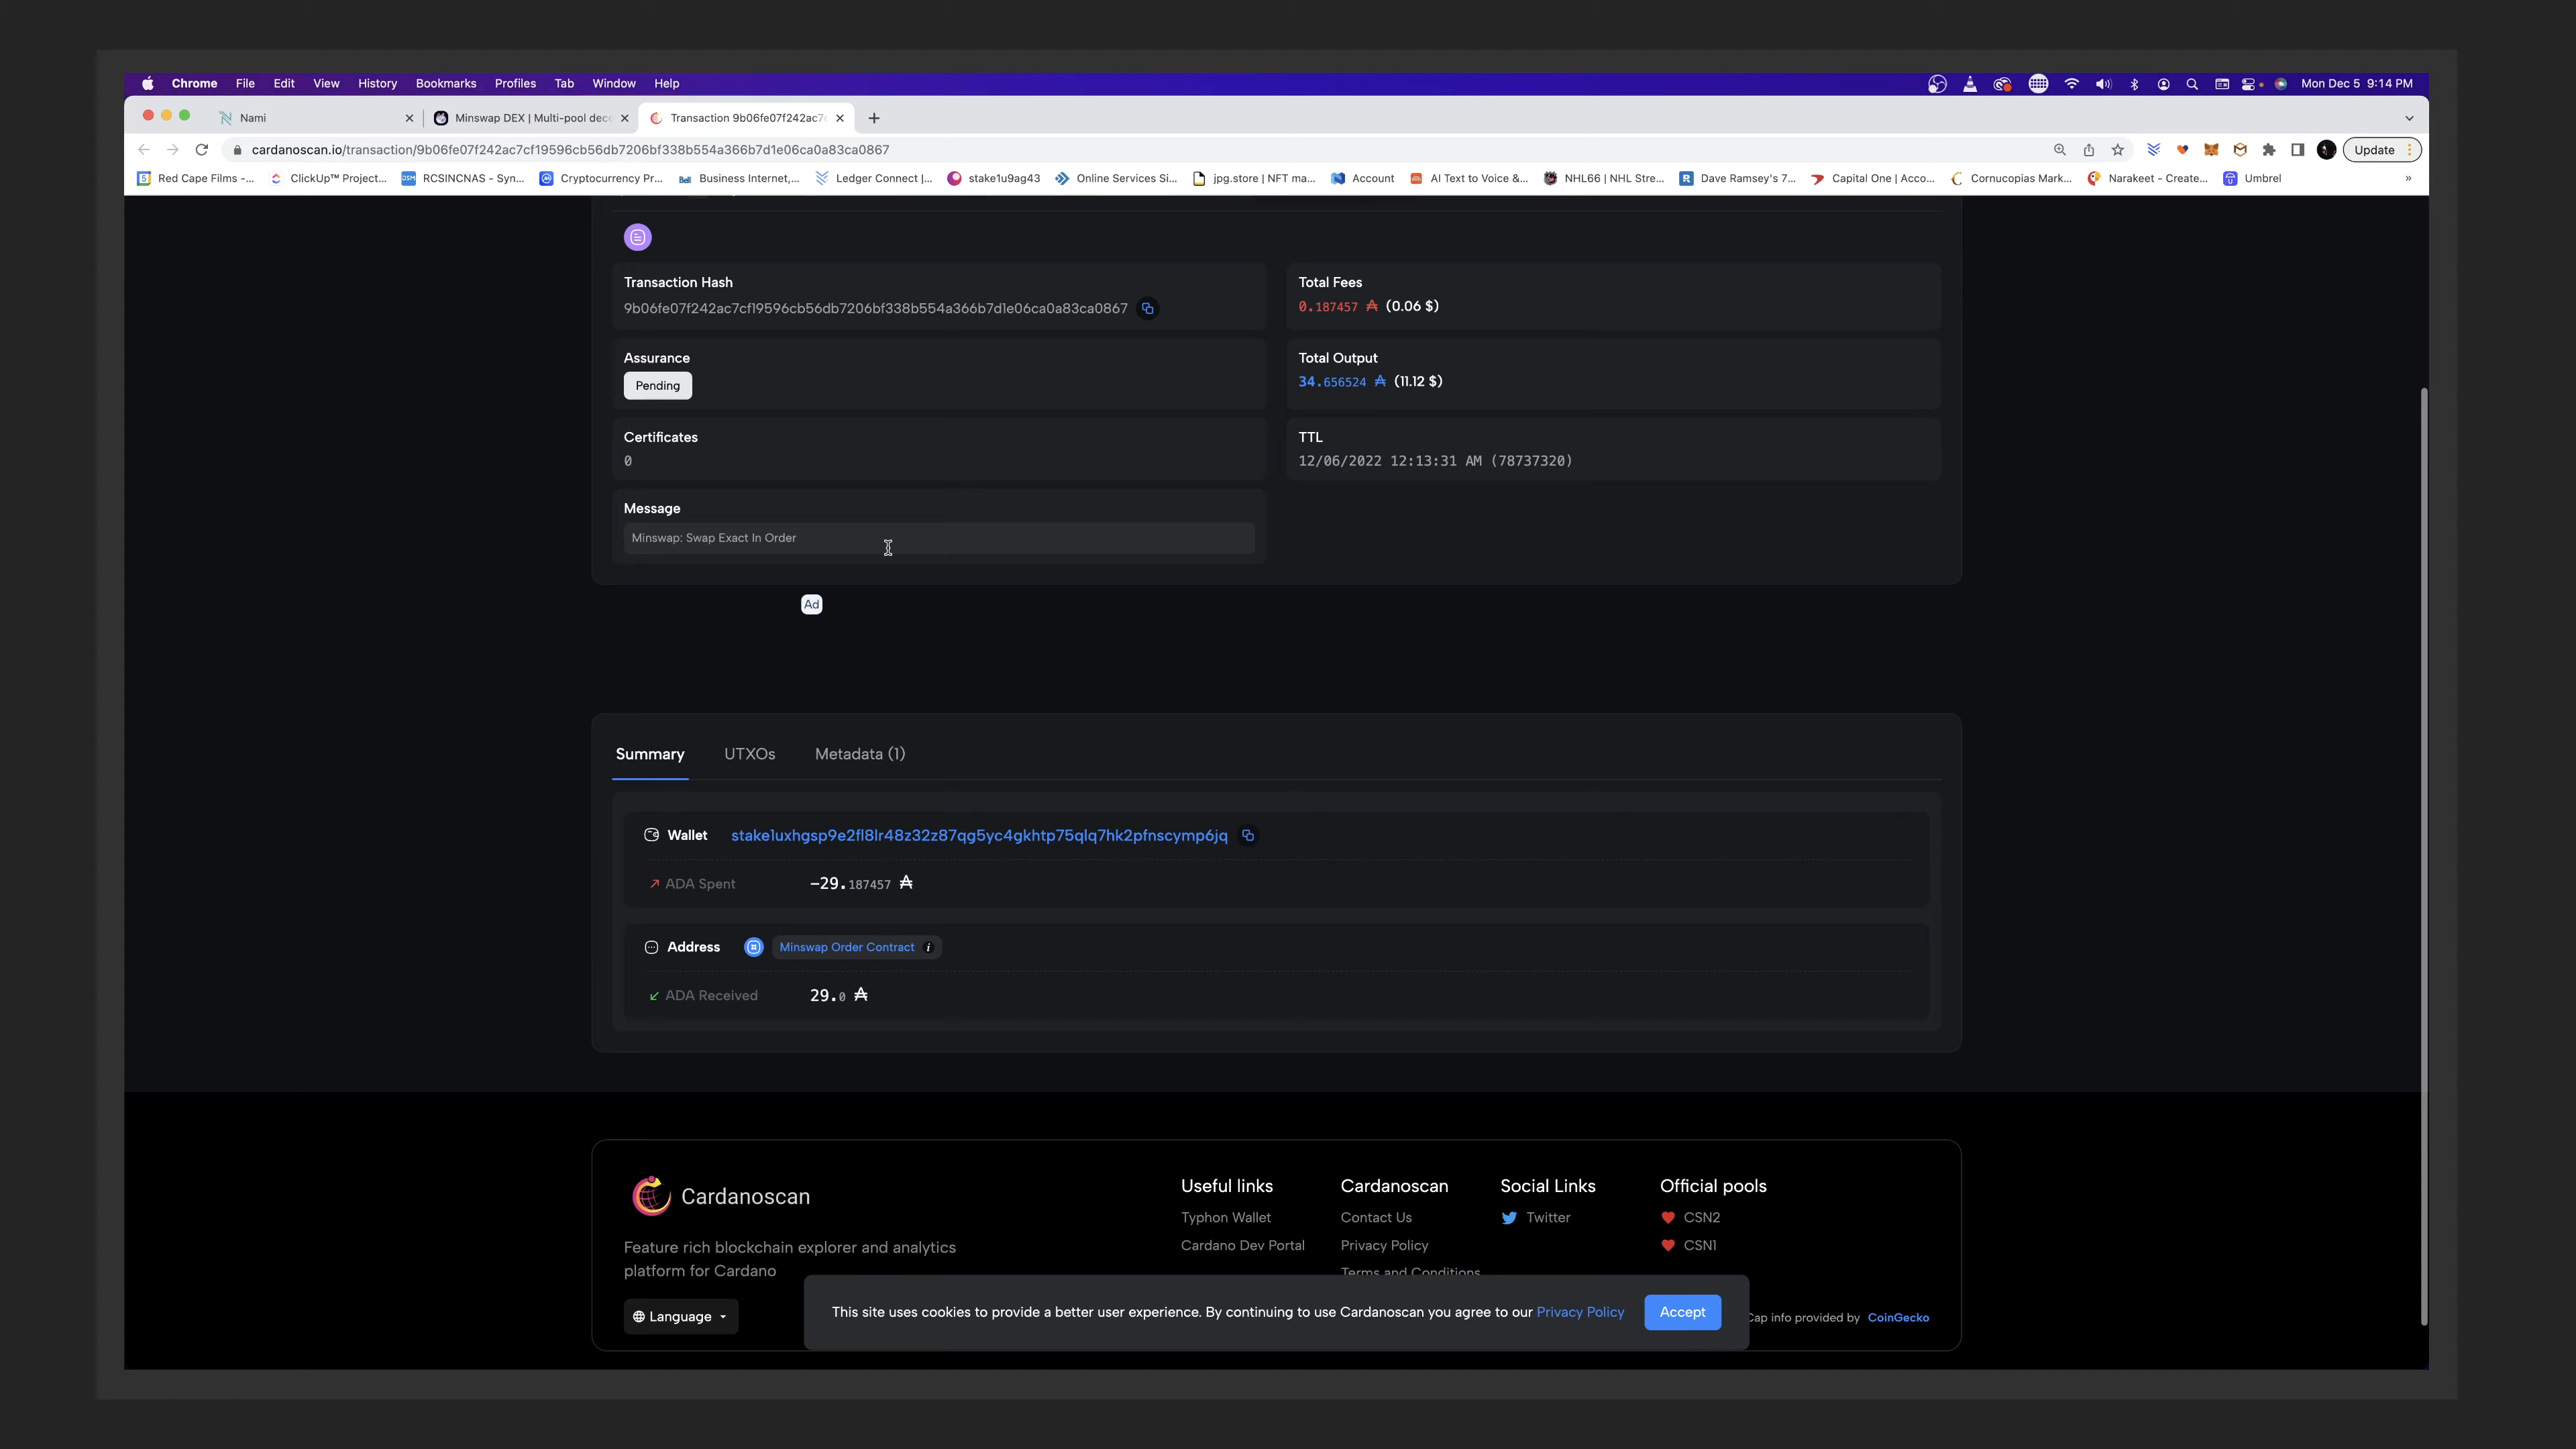 Chrome File Edit View History Bookmarks Profiles Tab Window Help
Mon Dec 5 9:14 PM
Nami
Minswap DEX | Multi-pool dece
Transaction 9b06fe07f242ac7c
cardanoscan.io/transaction/9b06fe07f242ac7cf19596cb56db7206bf338b554a366b7d1e06ca0a83ca0867
Update
Red Cape Films -... ClickUp™ Project... RCSINCNAS - Syn... Cryptocurrency Pr... Business Internet,... Ledger Connect |... stake1u9ag43 Online Services Si... jpg.store | NFT ma... Account AI Text to Voice &... NHL66 | NHL Stre... Dave Ramsey's 7... Capital One | Acco... Cornucopias Mark... Narakeet - Create... Umbrel »
Transaction Hash
9b06fe07f242ac7cf19596cb56db7206bf338b554a366b7d1e06ca0a83ca0867
Total Fees
0.187457 ₳ (0.06 $)
Assurance
Pending
Total Output
34.656524 ₳ (11.12 $)
Certificates
0
TTL
12/06/2022 12:13:31 AM (78737320)
Message
Minswap: Swap Exact In Order
Ad
Summary UTXOs Metadata (1)
Wallet stake1uxhgsp9e2fl8lr48z32z87qg5yc4gkhtp75qlq7hk2pfnscymp6jq
ADA Spent -29.187457 ₳
Address Minswap Order Contract i
ADA Received 29.0 ₳
Cardanoscan
Feature rich blockchain explorer and analytics
platform for Cardano
Language
Useful links
Typhon Wallet
Cardano Dev Portal
Cardanoscan
Contact Us
Privacy Policy
Terms and Conditions
Social Links
Twitter
Official pools
CSN2
CSN1
This site uses cookies to provide a better user experience. By continuing to use Cardanoscan you agree to our Privacy Policy
Accept
Cap info provided by CoinGecko